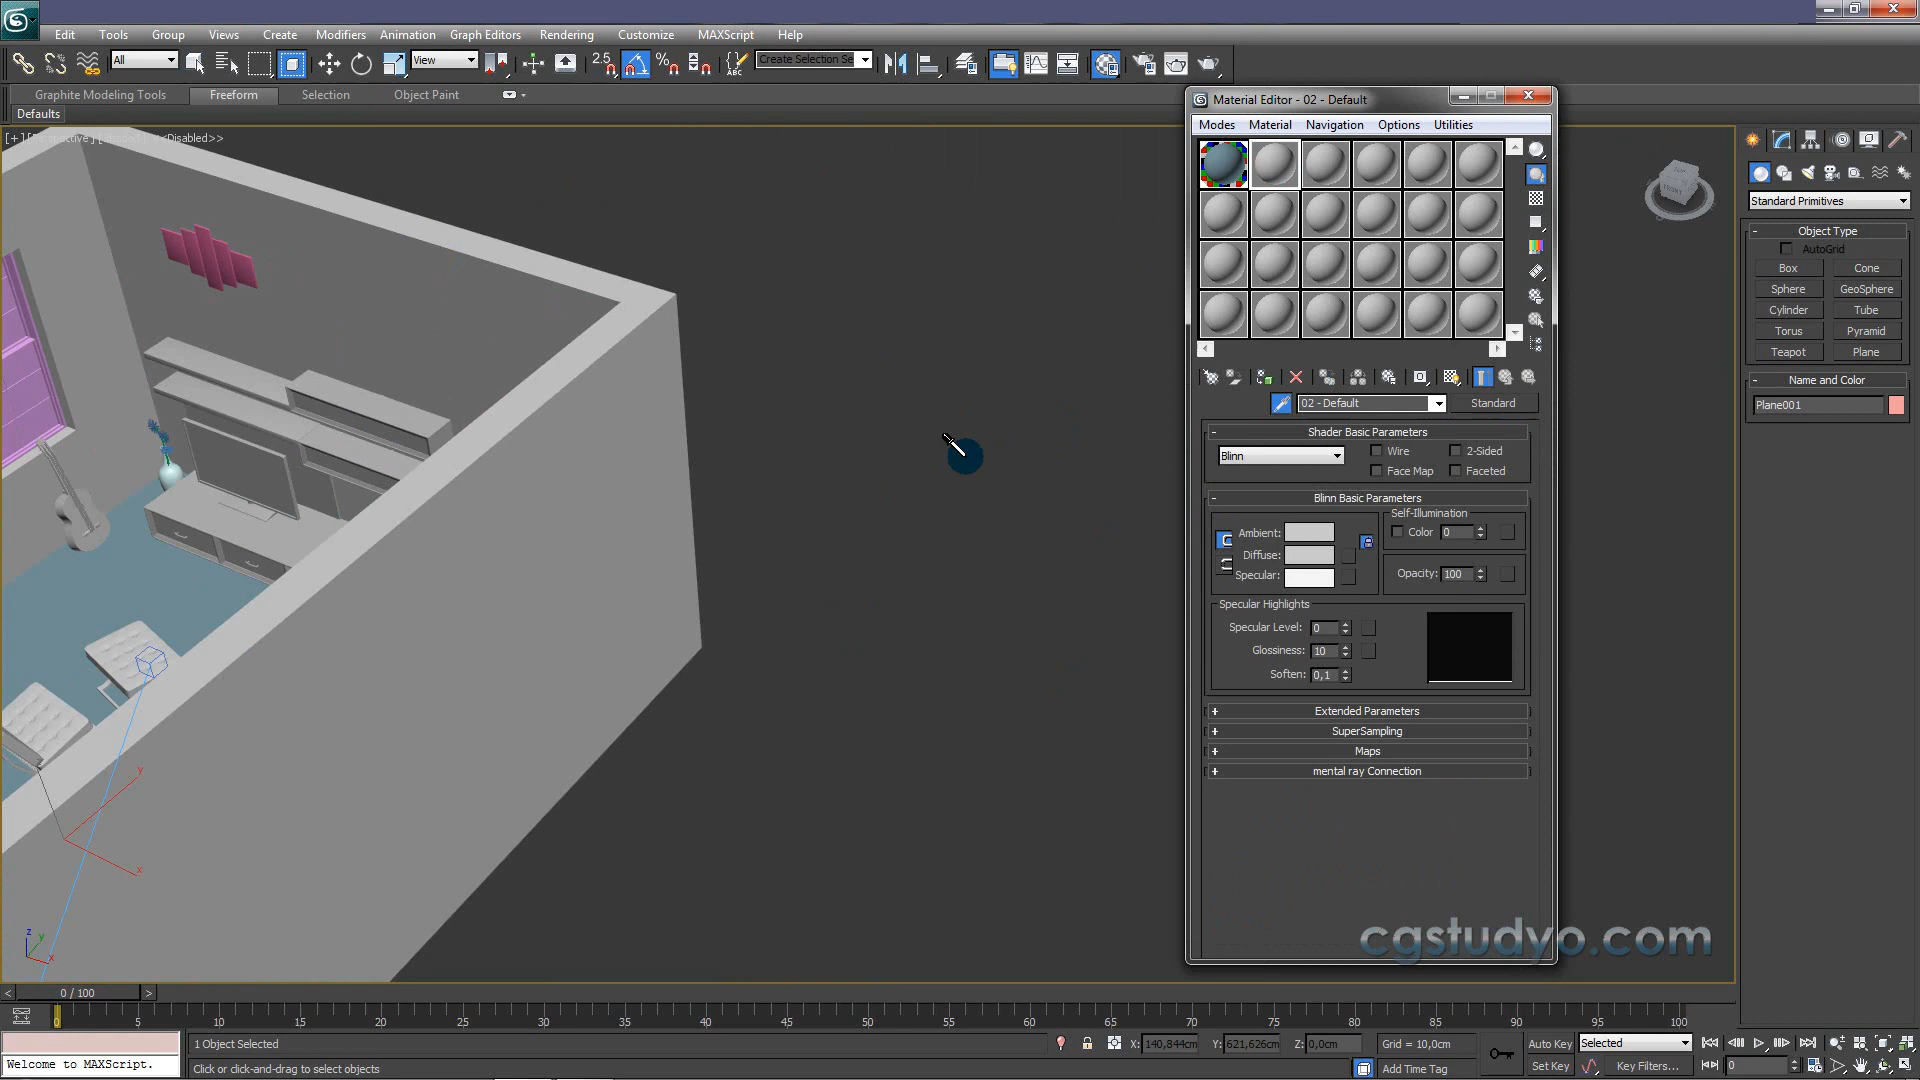 Edit Tools Group Views Create Modifiers Animation Graph Editors Rendering Customize MAXScript Help
All View 2.5 Create Selection Se
Graphite Modeling Tools Freeform Selection Object Paint
Defaults
<Disabled>>
Material Editor - 02 - Default
Modes Material Navigation Options Utilities
02 - Default Standard
- Shader Basic Parameters
Blinn Wire 2-Sided
Face Map Faceted
- Blinn Basic Parameters
Self-Illumination
Ambient: Color 0
Diffuse:
Specular: Opacity: 100
Specular Highlights
Specular Level: 0
Glossiness: 10
Soften: 0,1
+ Extended Parameters
+ SuperSampling
+ Maps
+ mental ray Connection
TOP
FRONT
Standard Primitives
- Object Type
AutoGrid
Box Cone
Sphere GeoSphere
Cylinder Tube
Torus Pyramid
Teapot Plane
- Name and Color
Plane001
y
x
z
y
x
cgstudyo.com
< 0 / 100 >
0 5 10 15 20 25 30 35 40 45 50 55 60 65 70 75 80 85 90 95 100
1 Object Selected X: 140,844cm Y: 621,626cm Z: 0,0cm Grid = 10,0cm Auto Key Selected
Welcome to MAXScript. Click or click-and-drag to select objects Add Time Tag Set Key Key Filters... 0